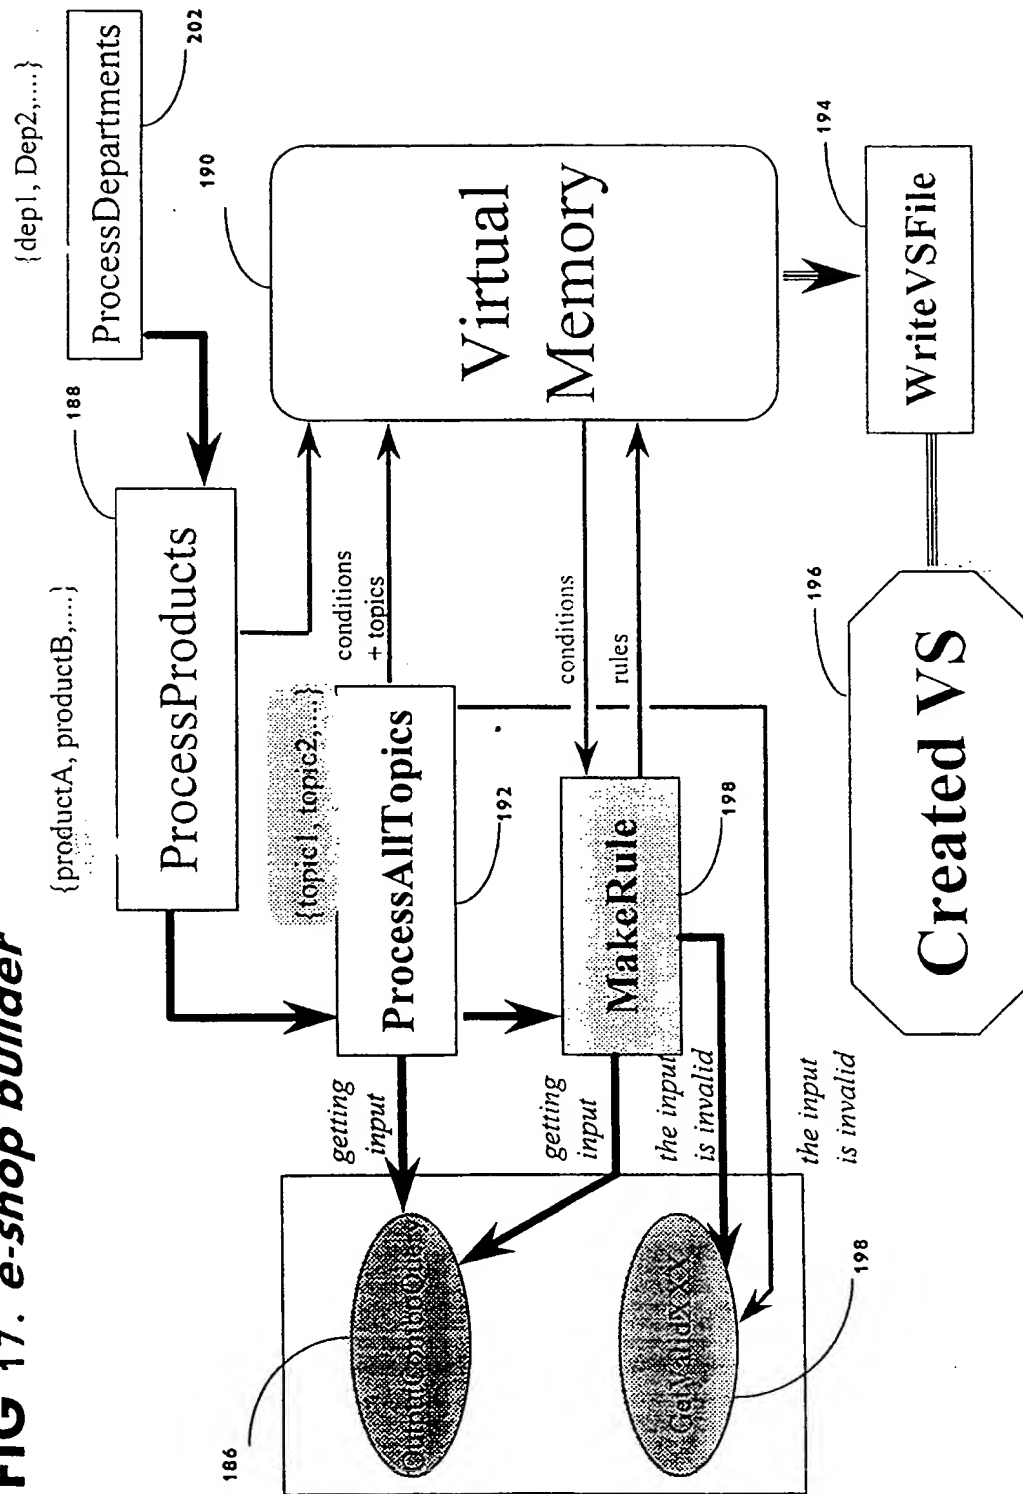 FIG 17. e-shop builder
{dep1, Dep2,....}
ProcessDepartments
202
{productA, productB,....}
188
ProcessProducts
190
Virtual
Memory
{topic1, topic2,....}
conditions
+ topics
ProcessAllTopics
192
getting
input
conditions
rules
MakeRule
198
getting
input
the input
is invalid
the input
is invalid
186
GetValidXXX
198
194
WriteVSFile
196
Created VS